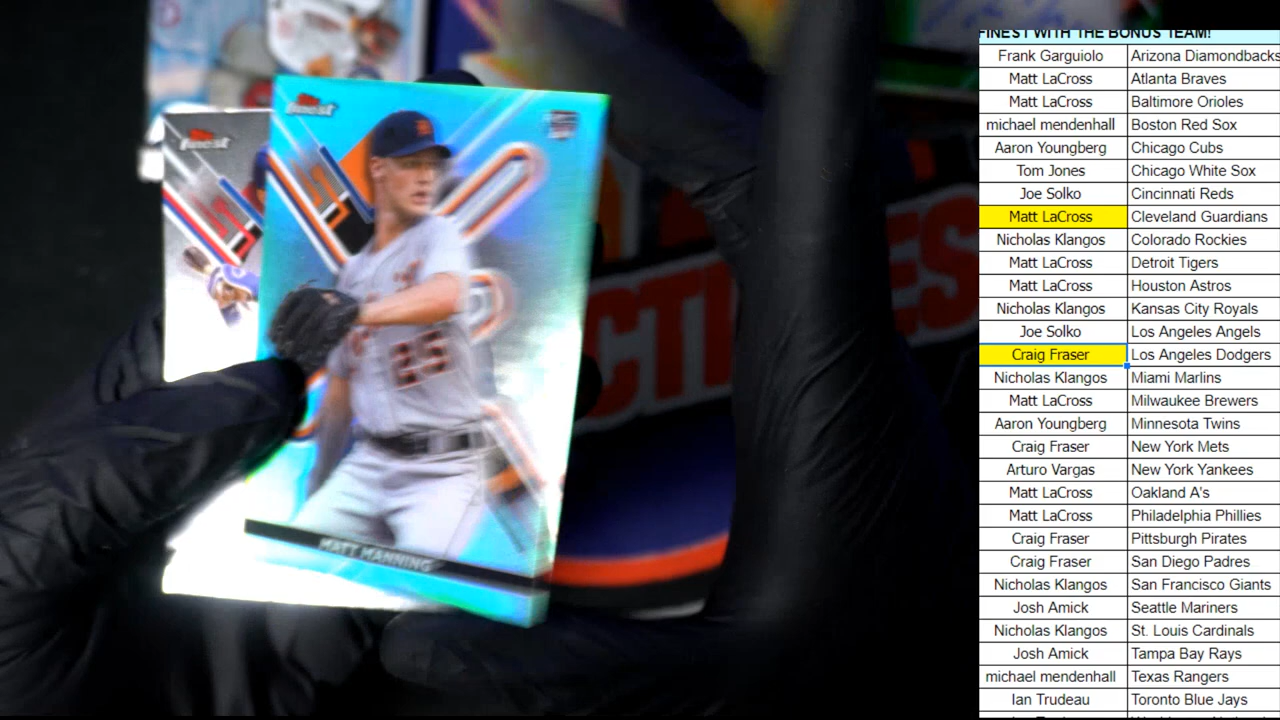 FINEST WITH THE BONUS TEAM!
Frank Garguiolo Arizona Diamondbacks
Matt LaCross Atlanta Braves
Matt LaCross Baltimore Orioles
michael mendenhall Boston Red Sox
Aaron Youngberg Chicago Cubs
Tom Jones Chicago White Sox
Joe Solko Cincinnati Reds
Matt LaCross Cleveland Guardians
Nicholas Klangos Colorado Rockies
Matt LaCross Detroit Tigers
Matt LaCross Houston Astros
Nicholas Klangos Kansas City Royals
Joe Solko Los Angeles Angels
Craig Fraser Los Angeles Dodgers
Nicholas Klangos Miami Marlins
Matt LaCross Milwaukee Brewers
Aaron Youngberg Minnesota Twins
Craig Fraser New York Mets
Arturo Vargas New York Yankees
Matt LaCross Oakland A's
Matt LaCross Philadelphia Phillies
Craig Fraser Pittsburgh Pirates
Craig Fraser San Diego Padres
Nicholas Klangos San Francisco Giants
Josh Amick Seattle Mariners
Nicholas Klangos St. Louis Cardinals
Josh Amick Tampa Bay Rays
michael mendenhall Texas Rangers
Ian Trudeau Toronto Blue Jays
finest
finest
25
MATT MANNING